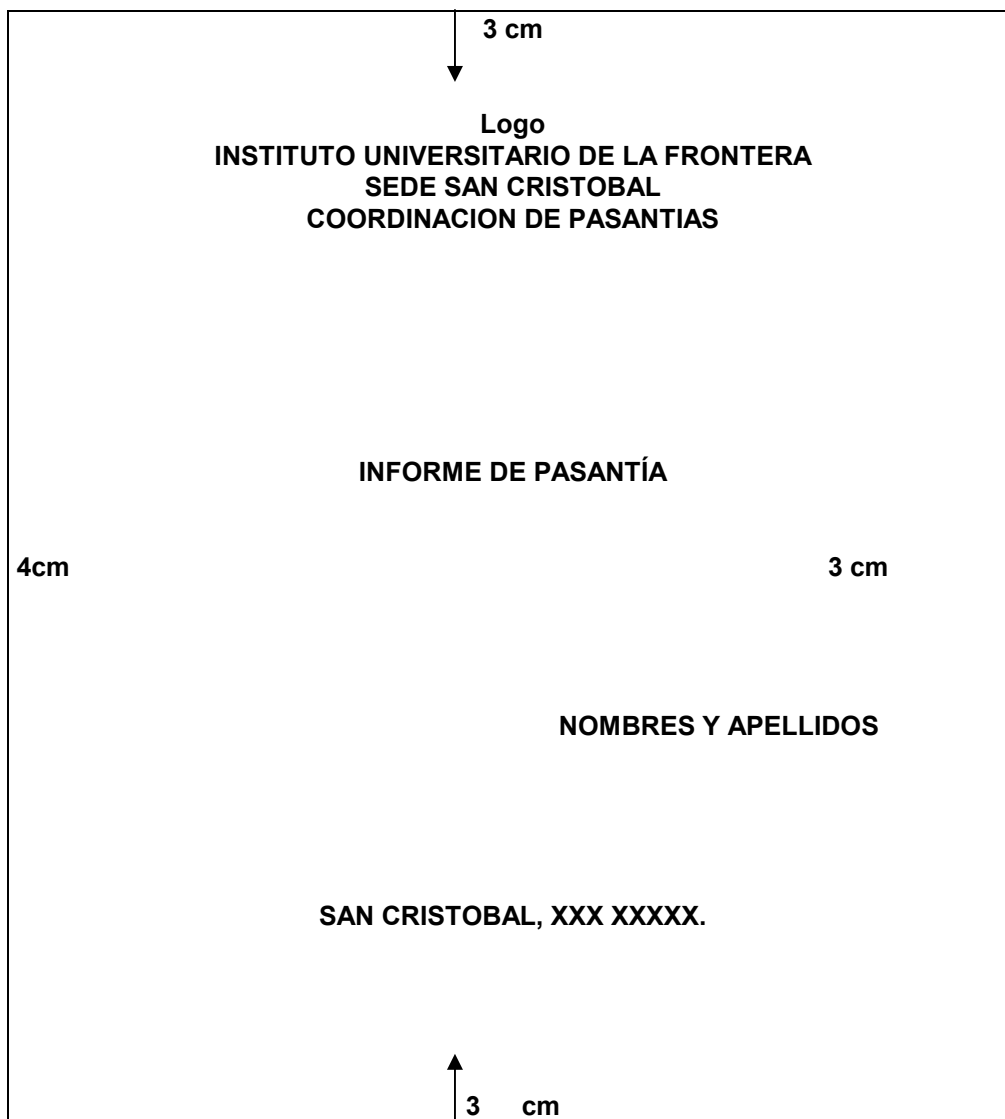 3 cm
Logo
INSTITUTO UNIVERSITARIO DE LA FRONTERA
SEDE SAN CRISTOBAL
COORDINACION DE PASANTIAS
INFORME DE PASANTÍA
4cm 3 cm
NOMBRES Y APELLIDOS
SAN CRISTOBAL, XXX XXXXX.
3 cm